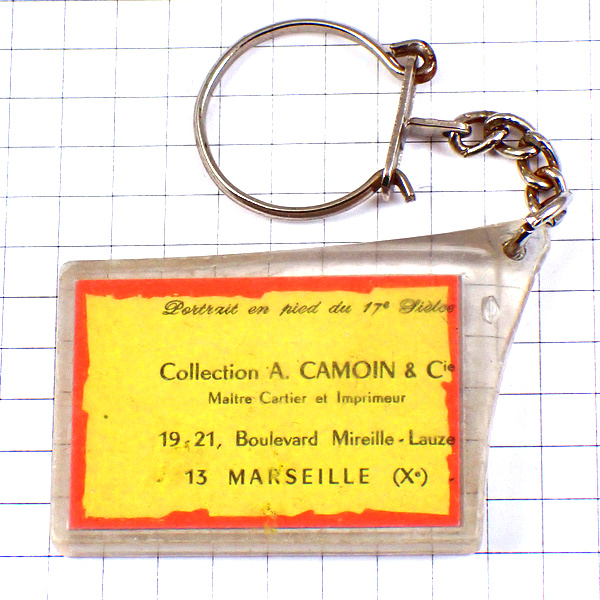 Portrait en pied du 17e Sièlce
Collection A. CAMOIN & Cie
Maître Cartier et Imprimeur
19-21, Boulevard Mireille-Lauze
13 MARSEILLE (Xe)